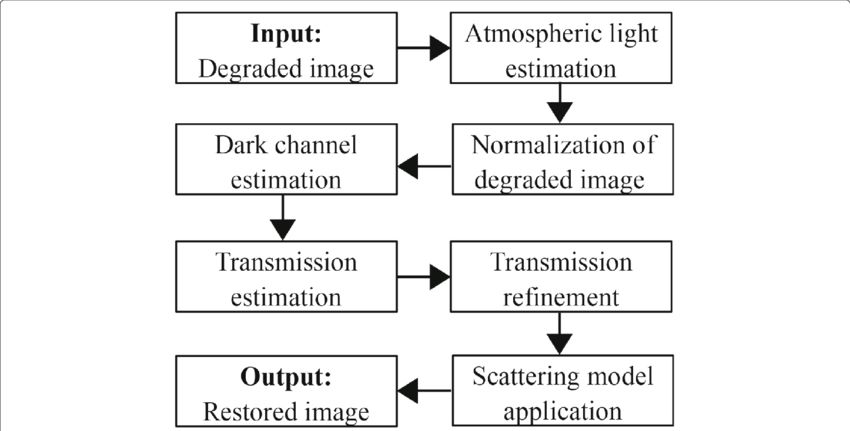 Input:
Degraded image
Atmospheric light
estimation
Normalization of
degraded image
Dark channel
estimation
Transmission
estimation
Transmission
refinement
Scattering model
application
Output:
Restored image